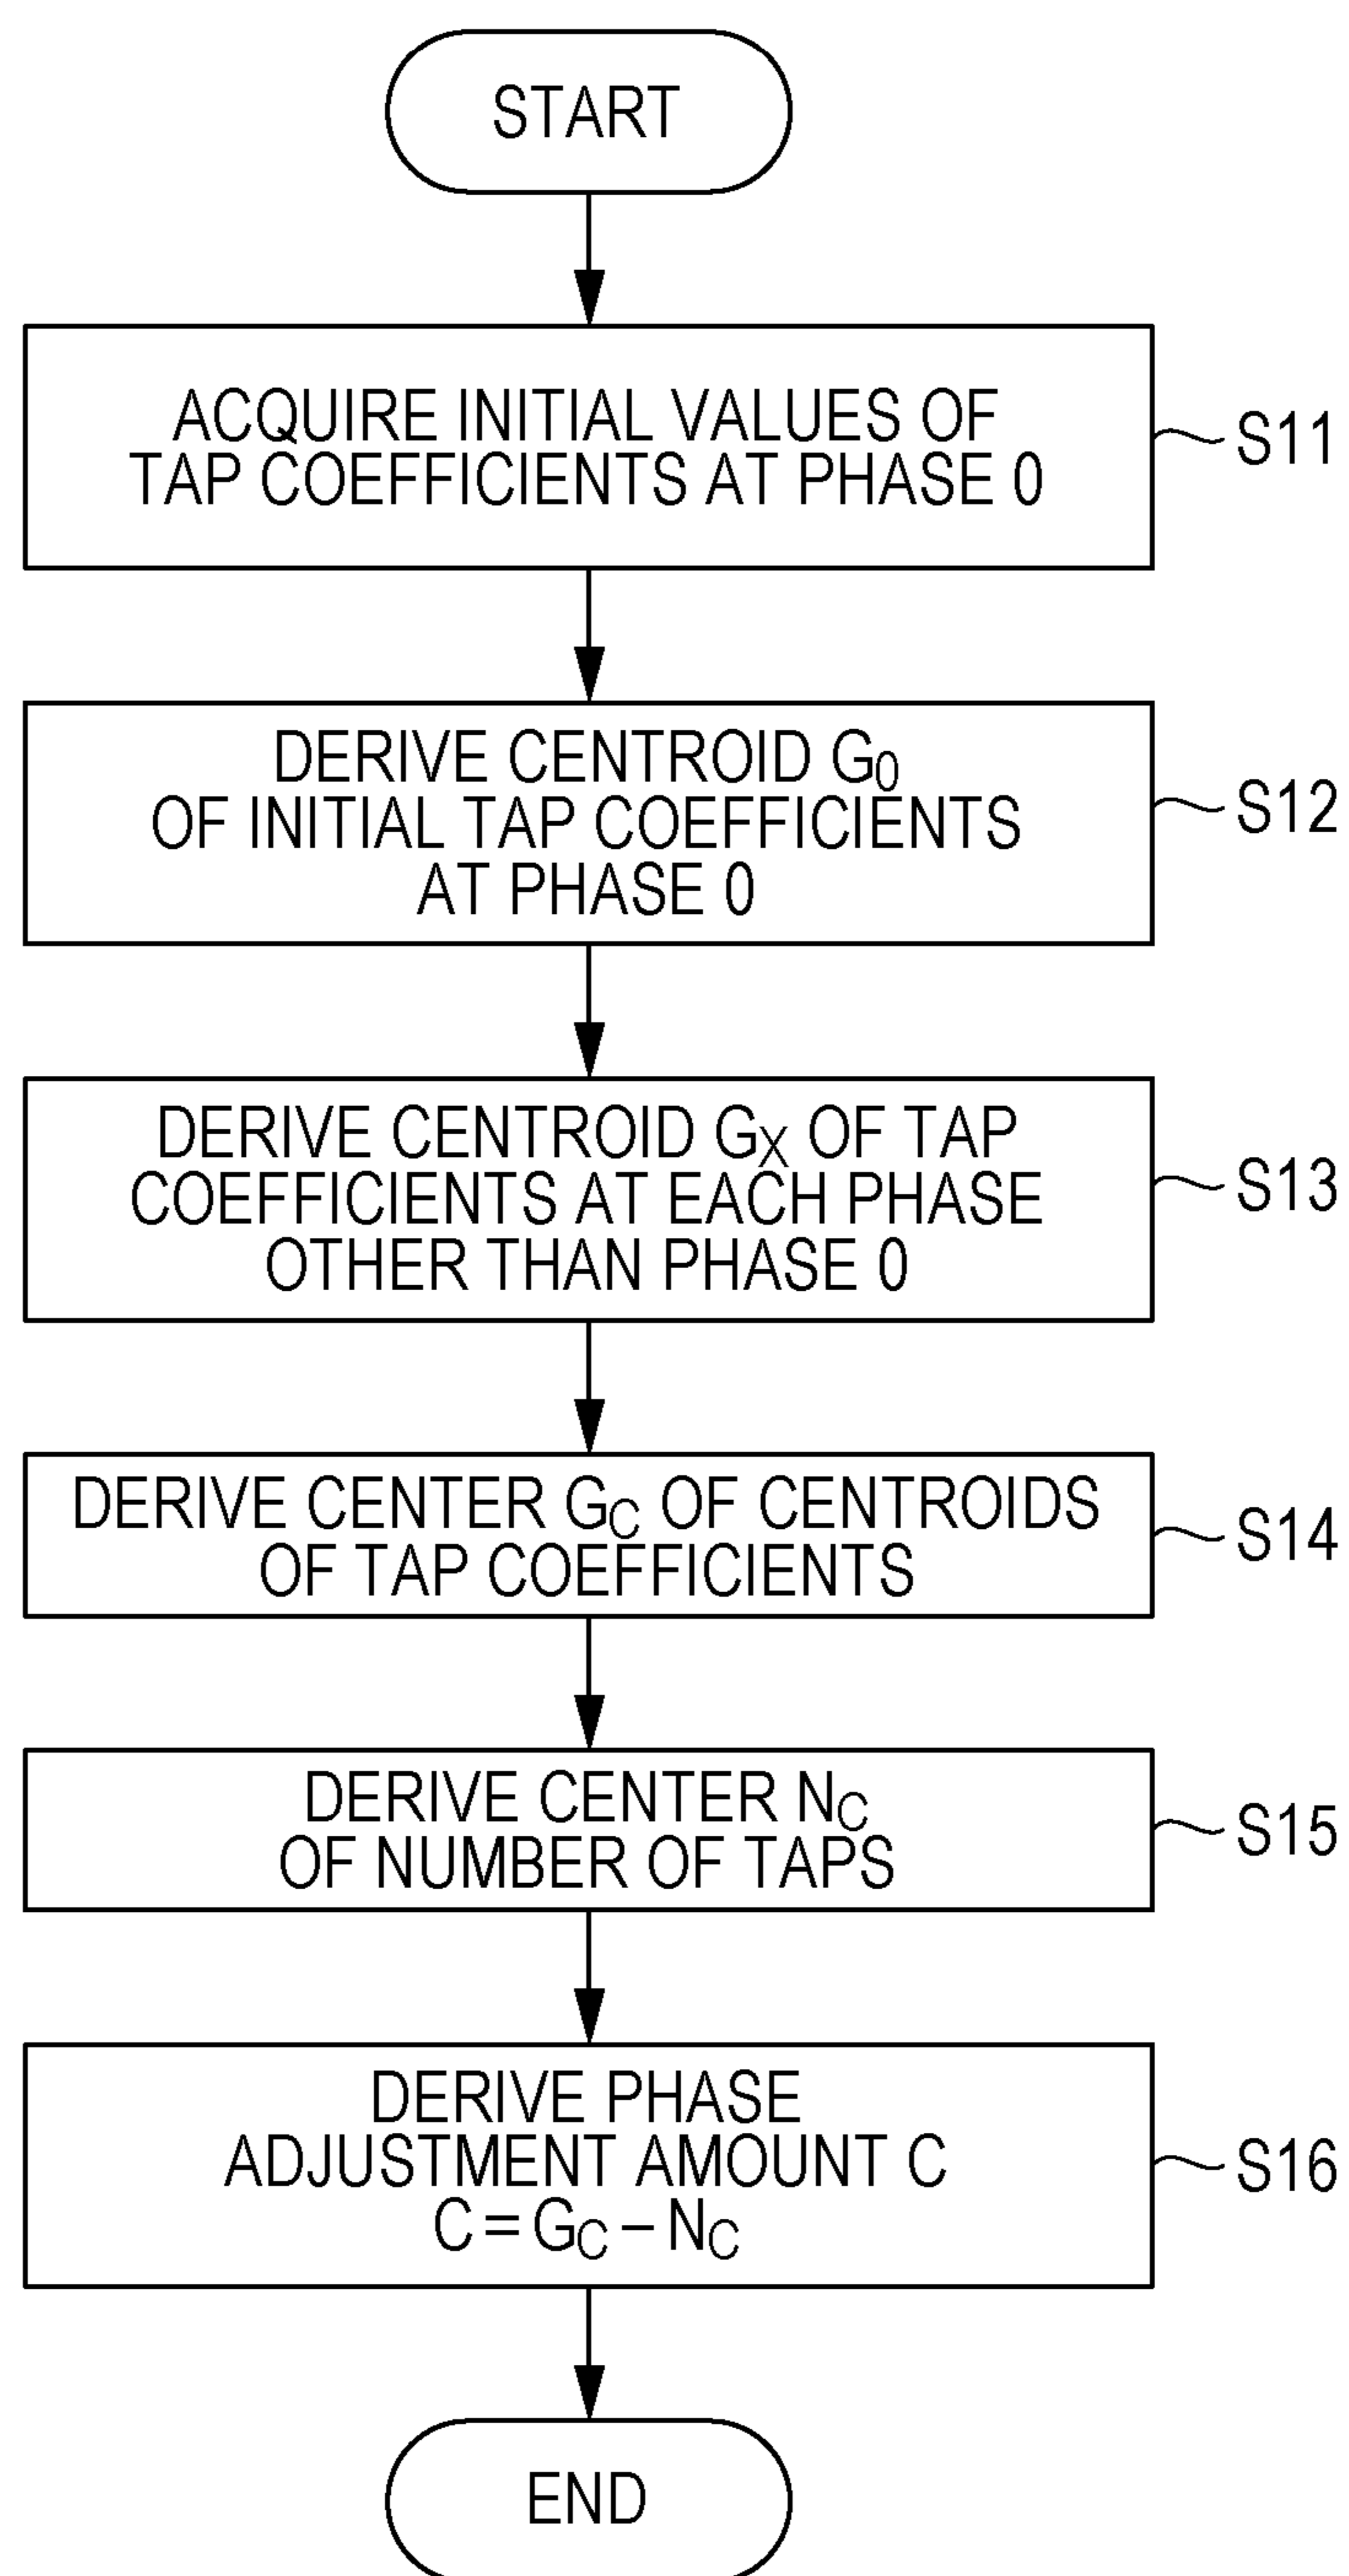 START
ACQUIRE INITIAL VALUES OF
TAP COEFFICIENTS AT PHASE 0
S11
DERIVE CENTROID G0
OF INITIAL TAP COEFFICIENTS
AT PHASE 0
S12
DERIVE CENTROID GX OF TAP
COEFFICIENTS AT EACH PHASE
OTHER THAN PHASE 0
S13
DERIVE CENTER GC OF CENTROIDS
OF TAP COEFFICIENTS
S14
DERIVE CENTER NC
OF NUMBER OF TAPS
S15
DERIVE PHASE
ADJUSTMENT AMOUNT C
C = GC − NC
S16
END